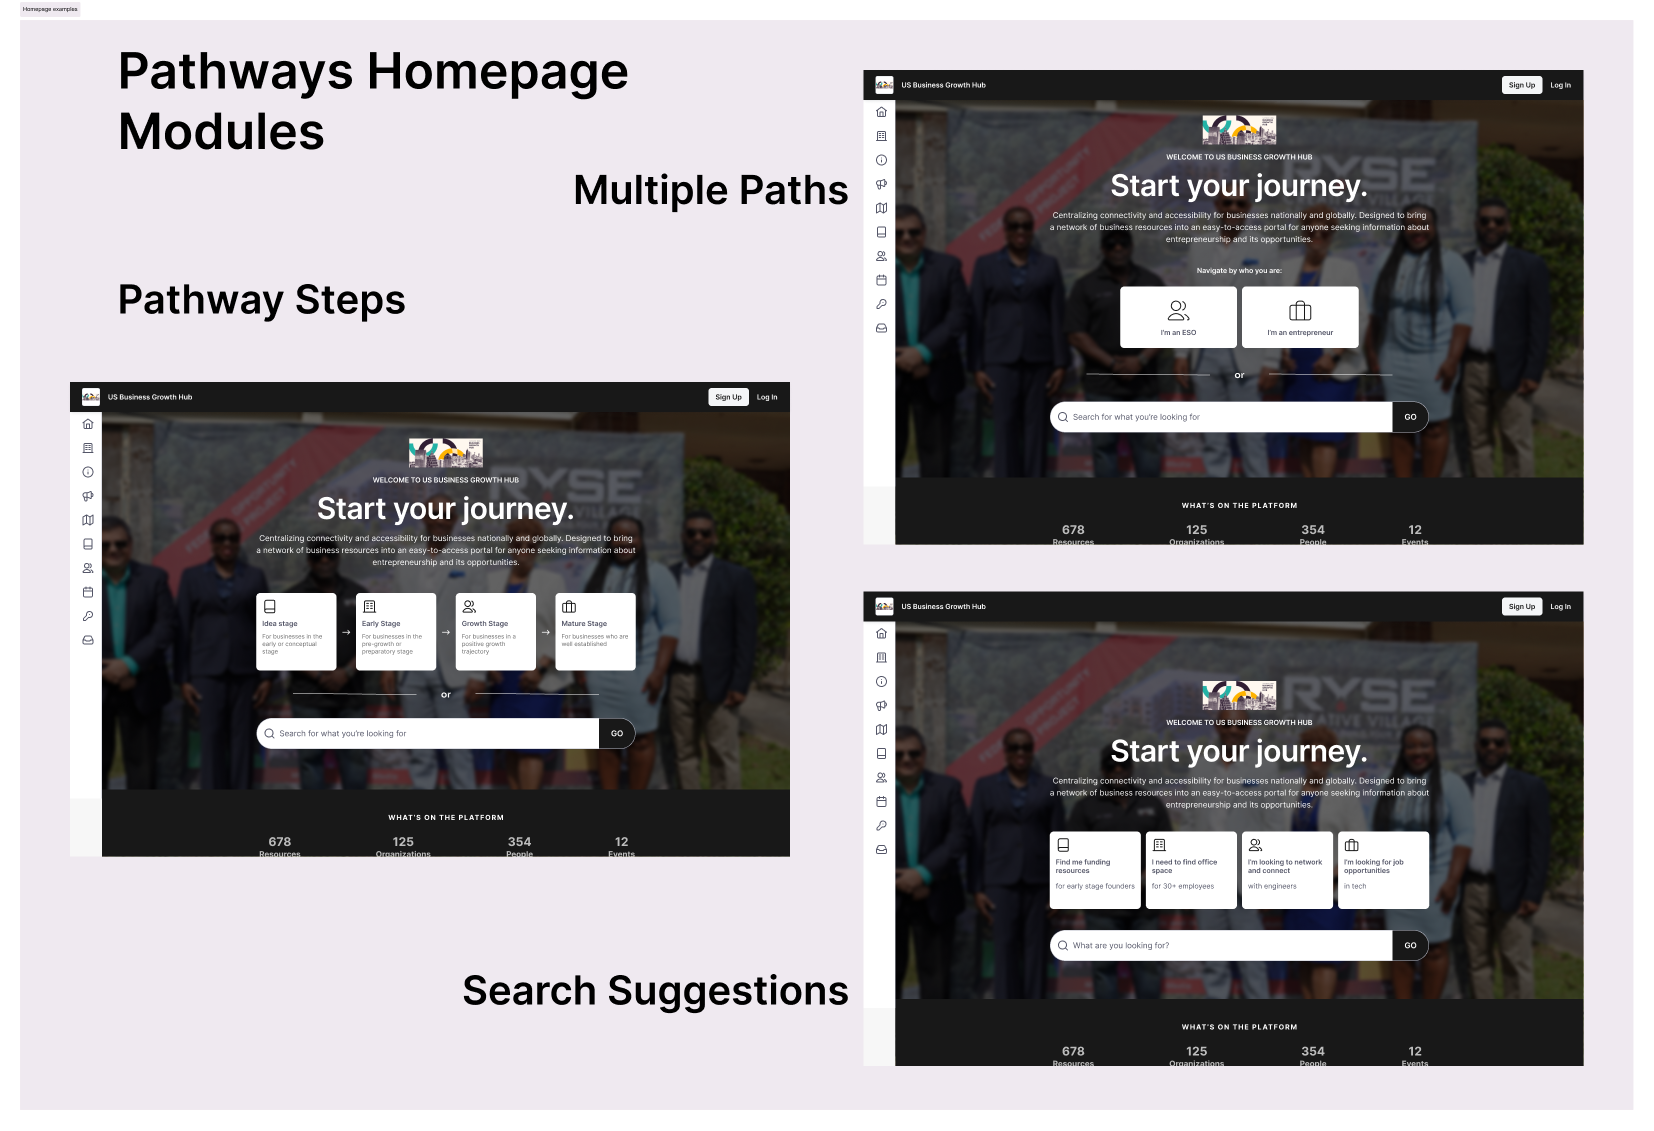 Homepage examples
Pathways Homepage
Modules
Multiple Paths
Pathway Steps
US Business Growth Hub
Sign Up
Log In
RYSE
WELCOME TO US BUSINESS GROWTH HUB
Start your journey.
Centralizing connectivity and accessibility for businesses nationally and globally. Designed to bring
a network of business resources into an easy-to-access portal for anyone seeking information about
entrepreneurship and its opportunities.
Idea stage
For businesses in the
early or conceptual
stage
→
Early Stage
For businesses in the
pre-growth or
preparatory stage
→
Growth Stage
For businesses in a
positive growth
trajectory
→
Mature Stage
For businesses who are
well established
or
Search for what you're looking for
GO
WHAT'S ON THE PLATFORM
678
Resources
125
Organizations
354
People
12
Events
US Business Growth Hub
Sign Up
Log In
RYSE
WELCOME TO US BUSINESS GROWTH HUB
Start your journey.
Centralizing connectivity and accessibility for businesses nationally and globally. Designed to bring
a network of business resources into an easy-to-access portal for anyone seeking information about
entrepreneurship and its opportunities.
Navigate by who you are:
I'm an ESO
I'm an entrepreneur
or
Search for what you're looking for
GO
WHAT'S ON THE PLATFORM
678
Resources
125
Organizations
354
People
12
Events
Search Suggestions
US Business Growth Hub
Sign Up
Log In
RYSE
WELCOME TO US BUSINESS GROWTH HUB
Start your journey.
Centralizing connectivity and accessibility for businesses nationally and globally. Designed to bring
a network of business resources into an easy-to-access portal for anyone seeking information about
entrepreneurship and its opportunities.
Find me funding
resources
for early stage founders
I need to find office
space
for 30+ employees
I'm looking to network
and connect
with engineers
I'm looking for job
opportunities
in tech
What are you looking for?
GO
WHAT'S ON THE PLATFORM
678
Resources
125
Organizations
354
People
12
Events